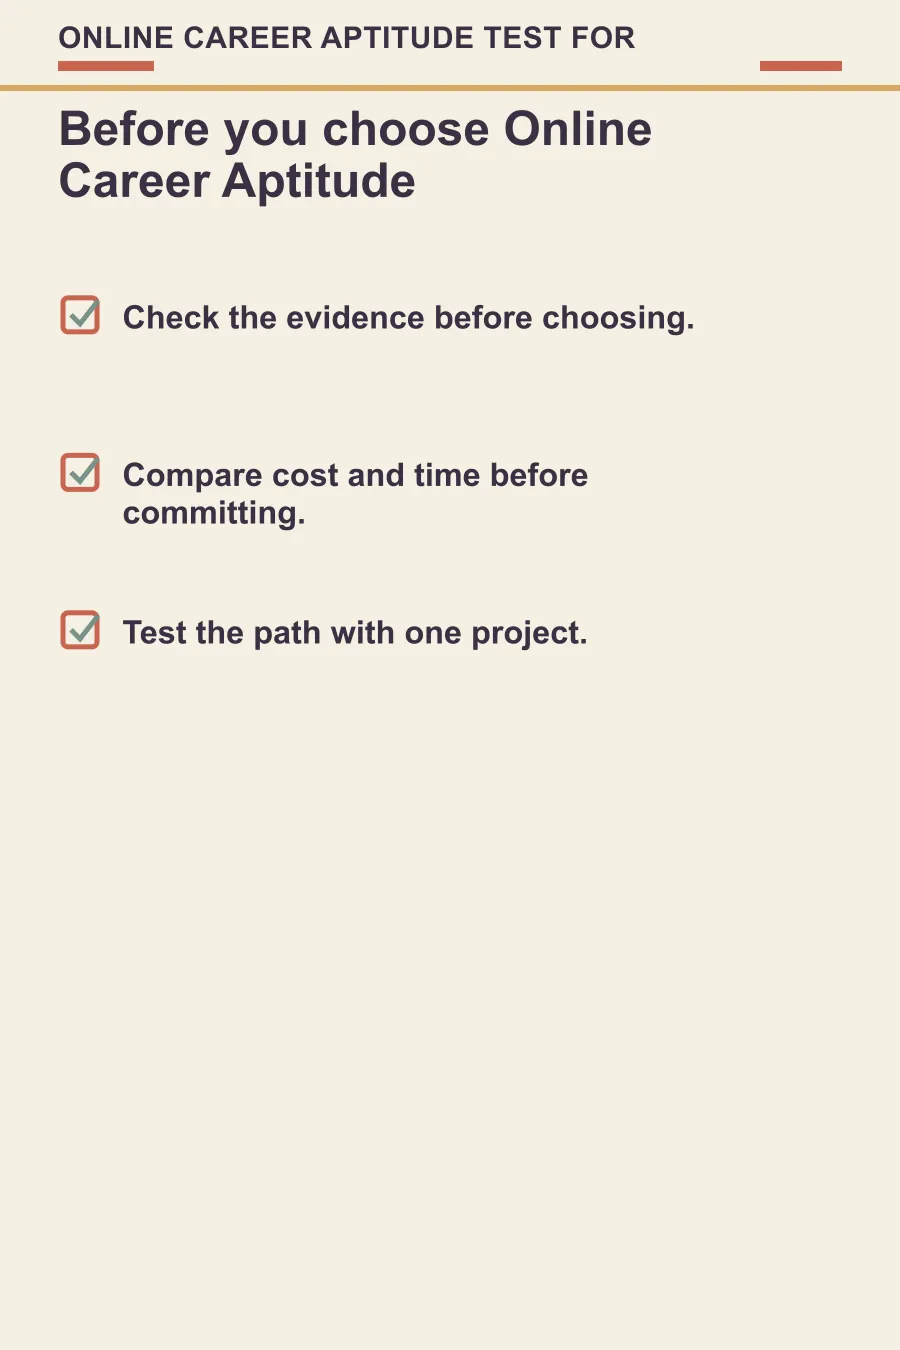 ONLINE CAREER APTITUDE TEST FOR
Before you choose Online
Career Aptitude
Check the evidence before choosing.
Compare cost and time before
committing.
Test the path with one project.